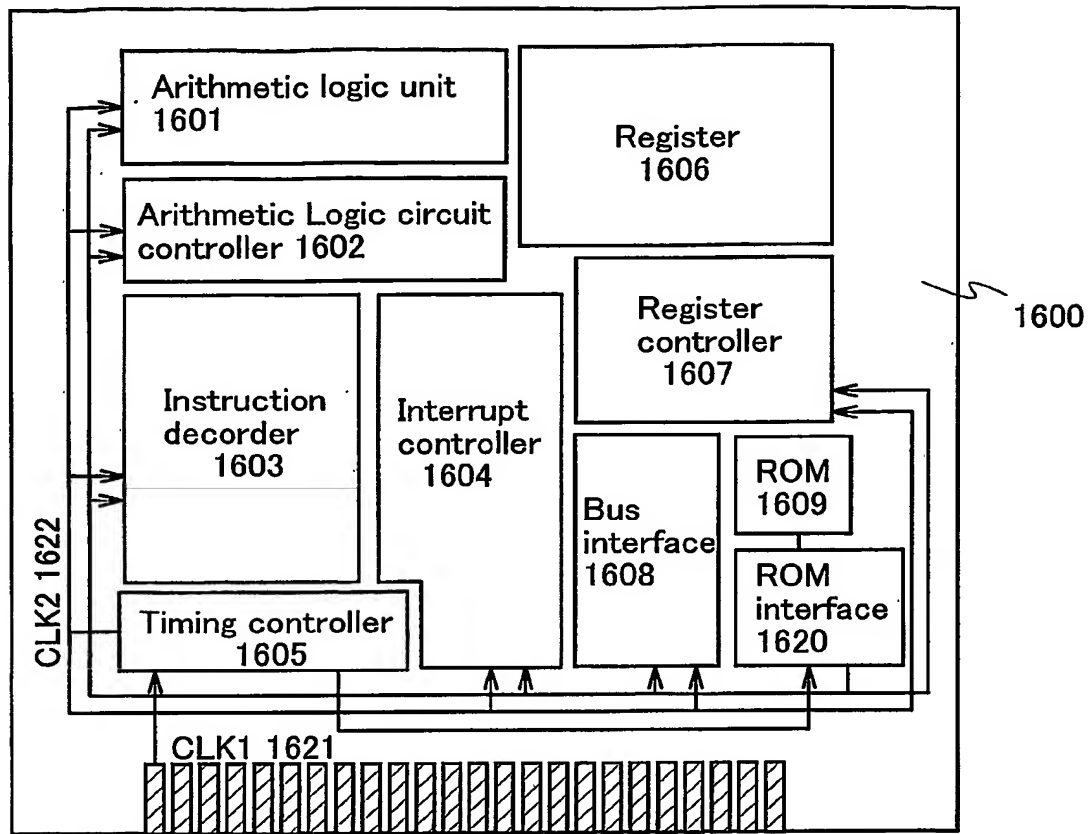 Arithmetic logic unit
1601
Register
1606
Arithmetic Logic circuit
controller 1602
Register
controller
1607
1600
Instruction
decorder
1603
Interrupt
controller
1604
ROM
1609
Bus
interface
1608
ROM
interface
1620
CLK2 1622
Timing controller
1605
CLK1 1621